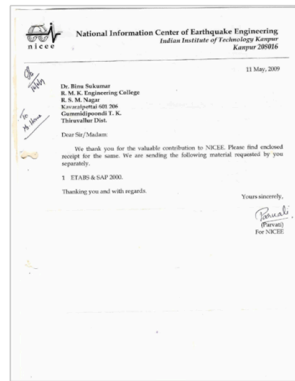 nicee
National Information Center of Earthquake Engineering
Indian Institute of Technology Kanpur
Kanpur 208016
11 May, 2009
Dr. Binu Sukumar
R. M. K. Engineering College
R. S. M. Nagar
Kavaraipettai 601 206
Gummidipoondi T. K.
Thiruvallur Dist.
To
Dear Sir/Madam:
We thank you for the valuable contribution to NICEE. Please find enclosed
receipt for the same. We are sending the following material requested by you
separately.
1 ETABS & SAP 2000.
Thanking you and with regards.
Yours sincerely,
Parvati
(Parvati)
For NICEE